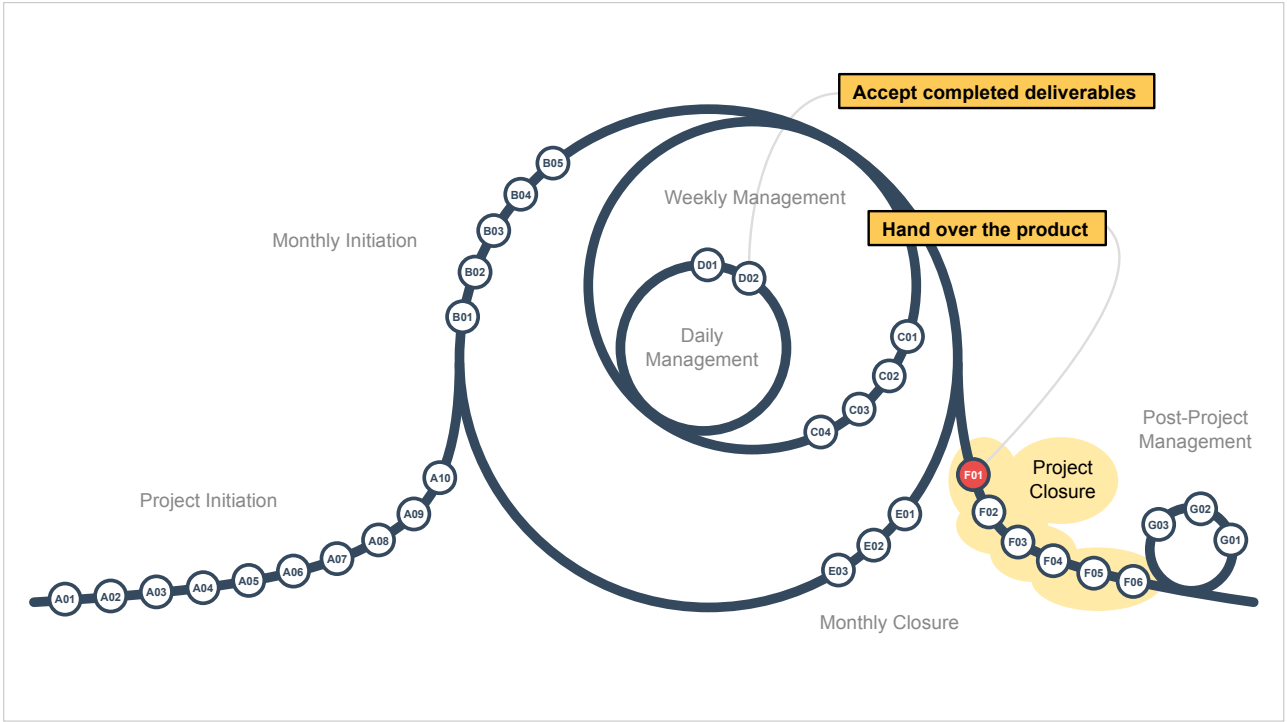 Accept completed deliverables
Weekly Management
Hand over the product
Monthly Initiation
B05
B04
B03
B02
B01
D01
D02
Daily
Management
C01
C02
C03
C04
Post-Project
Management
Project
Closure
Project Initiation
A01
A02
A03
A04
A05
A06
A07
A08
A09
A10
E01
E02
E03
Monthly Closure
F01
F02
F03
F04
F05
F06
G03
G02
G01